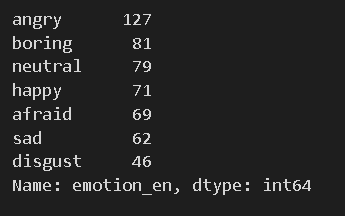 angry 127
boring 81
neutral 79
happy 71
afraid 69
sad 62
disgust 46
Name: emotion_en, dtype: int64